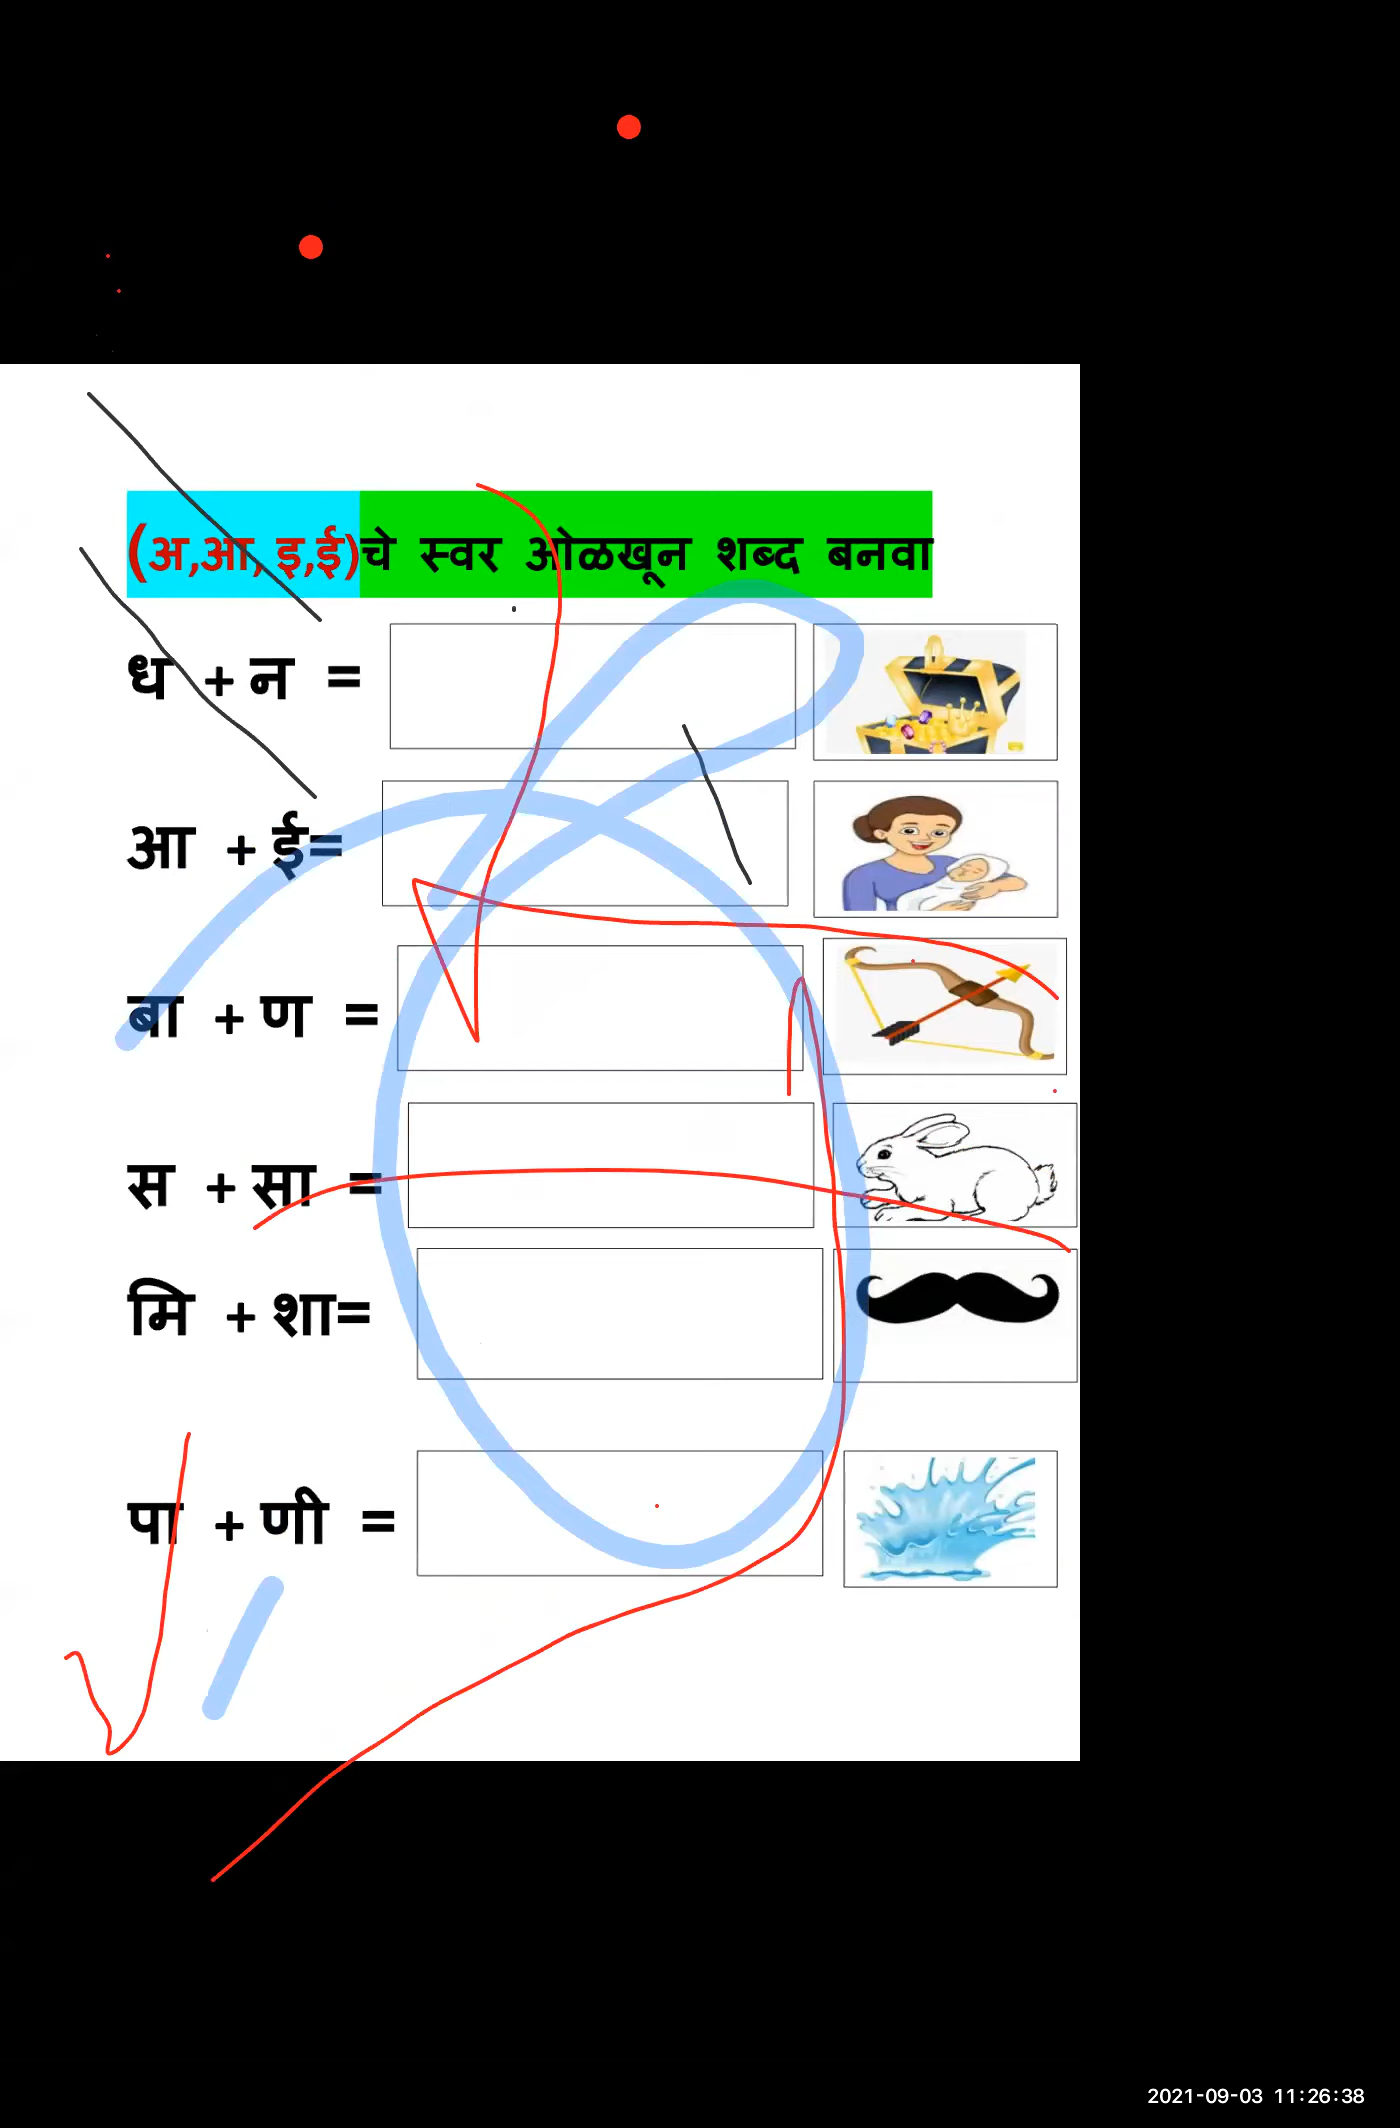 (अ,आ, इ,ई)चे स्वर ओळखून शब्द बनवा
ध + न =
आ + ई=
बा + ण =
स + सा =
मि + शा=
पा + णी =
2021-09-03 11:26:38